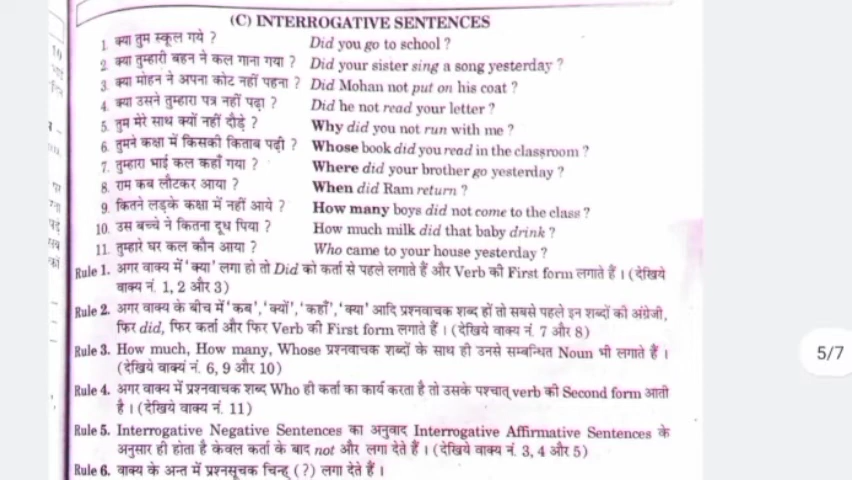 (C) INTERROGATIVE SENTENCES
1. क्या तुम स्कूल गये ? Did you go to school ?
2. क्या तुम्हारी बहन ने कल गाना गया ? Did your sister sing a song yesterday ?
3. क्या मोहन ने अपना कोट नहीं पहना ? Did Mohan not put on his coat ?
4. क्या उसने तुम्हारा पत्र नहीं पढ़ा ? Did he not read your letter ?
5. तुम मेरे साथ क्यों नहीं दौड़े ? Why did you not run with me ?
6. तुमने कक्षा में किसकी किताब पढ़ी ? Whose book did you read in the classroom ?
7. तुम्हारा भाई कल कहाँ गया ? Where did your brother go yesterday ?
8. राम कब लौटकर आया ? When did Ram return ?
9. कितने लड़के कक्षा में नहीं आये ? How many boys did not come to the class ?
10. उस बच्चे ने कितना दूध पिया ? How much milk did that baby drink ?
11. तुम्हारे घर कल कौन आया ? Who came to your house yesterday ?
Rule 1. अगर वाक्य में 'क्या' लगा हो तो Did को कर्ता से पहले लगाते हैं और Verb की First form लगाते हैं । (देखिये
वाक्य नं. 1, 2 और 3)
Rule 2. अगर वाक्य के बीच में 'कब', 'क्यों', 'कहाँ', 'क्या' आदि प्रश्नवाचक शब्द हों तो सबसे पहले इन शब्दों की अंग्रेजी,
फिर did, फिर कर्ता और फिर Verb की First form लगाते हैं । (देखिये वाक्य नं. 7 और 8)
Rule 3. How much, How many, Whose प्रश्नवाचक शब्दों के साथ ही उनसे सम्बन्धित Noun भी लगाते हैं ।
(देखिये वाक्यं नं. 6, 9 और 10)
Rule 4. अगर वाक्य में प्रश्नवाचक शब्द Who ही कर्ता का कार्य करता है तो उसके पश्चात् verb की Second form आती
है । (देखिये वाक्य नं. 11)
Rule 5. Interrogative Negative Sentences का अनुवाद Interrogative Affirmative Sentences के
अनुसार ही होता है केवल कर्ता के बाद not और लगा देते हैं । (देखिये वाक्य नं. 3, 4 और 5)
Rule 6. वाक्य के अन्त में प्रश्नसूचक चिन्ह (?) लगा देते हैं ।
5/7